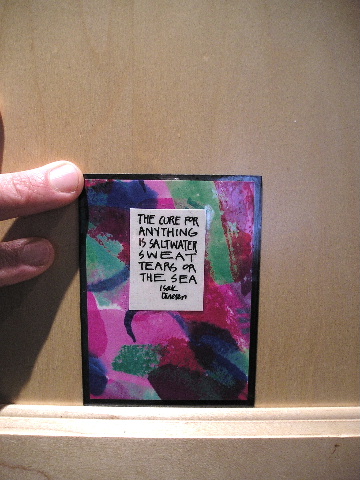 THE CURE FOR
ANYTHING
IS SALTWATER
SWEAT
TEARS OR
THE SEA
isak
Dinesen